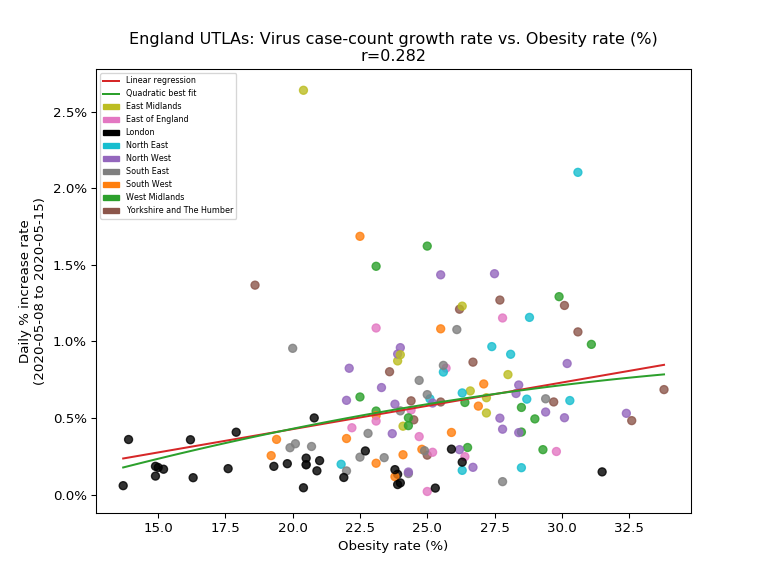 England UTLAs: Virus case-count growth rate vs. Obesity rate (%)
r=0.282
Linear regression
Quadratic best fit
East Midlands
East of England
London
North East
North West
South East
South West
West Midlands
Yorkshire and The Humber
2.5%
2.0%
1.5%
1.0%
0.5%
0.0%
Daily % increase rate
(2020-05-08 to 2020-05-15)
15.0 17.5 20.0 22.5 25.0 27.5 30.0 32.5
Obesity rate (%)